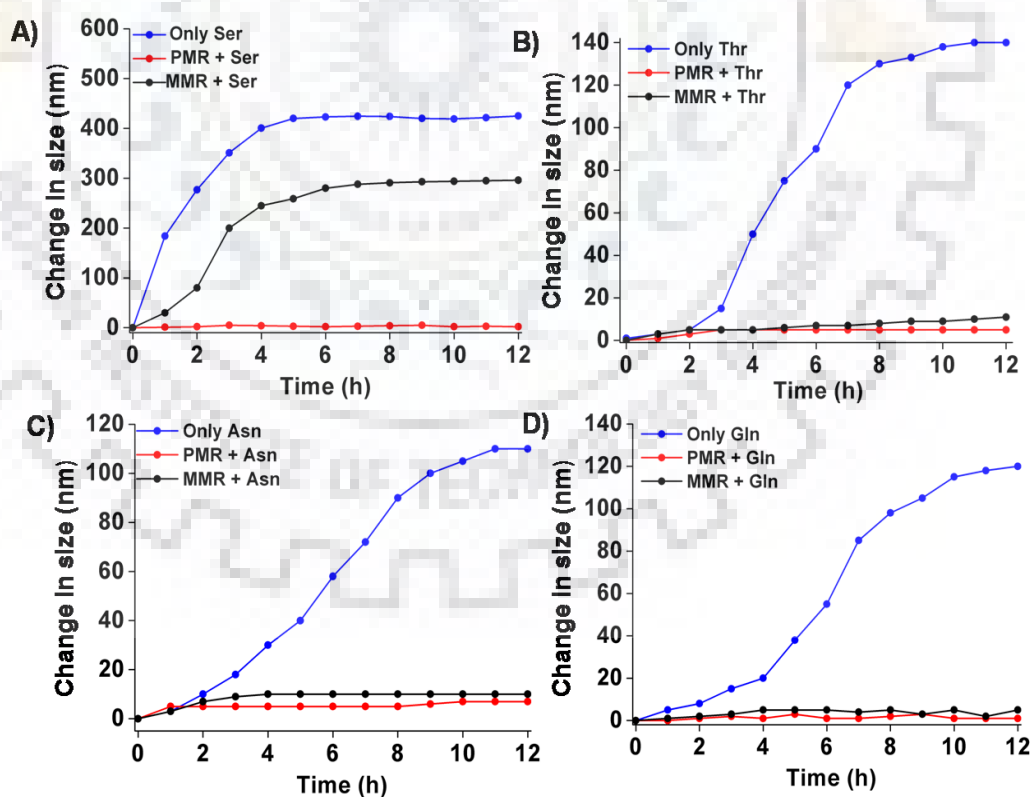 A)
600
500
400
300
200
100
0
Change in size (nm)
Only Ser
PMR + Ser
MMR + Ser
0 2 4 6 8 10 12
Time (h)
B)
140
120
100
80
60
40
20
0
Change in size (nm)
Only Thr
PMR + Thr
MMR + Thr
0 2 4 6 8 10 12
Time (h)
C)
120
100
80
60
40
20
0
Change in size (nm)
Only Asn
PMR + Asn
MMR + Asn
0 2 4 6 8 10 12
Time (h)
D)
140
120
100
80
60
40
20
0
Change in size (nm)
Only Gln
PMR + Gln
MMR + Gln
0 2 4 6 8 10 12
Time (h)